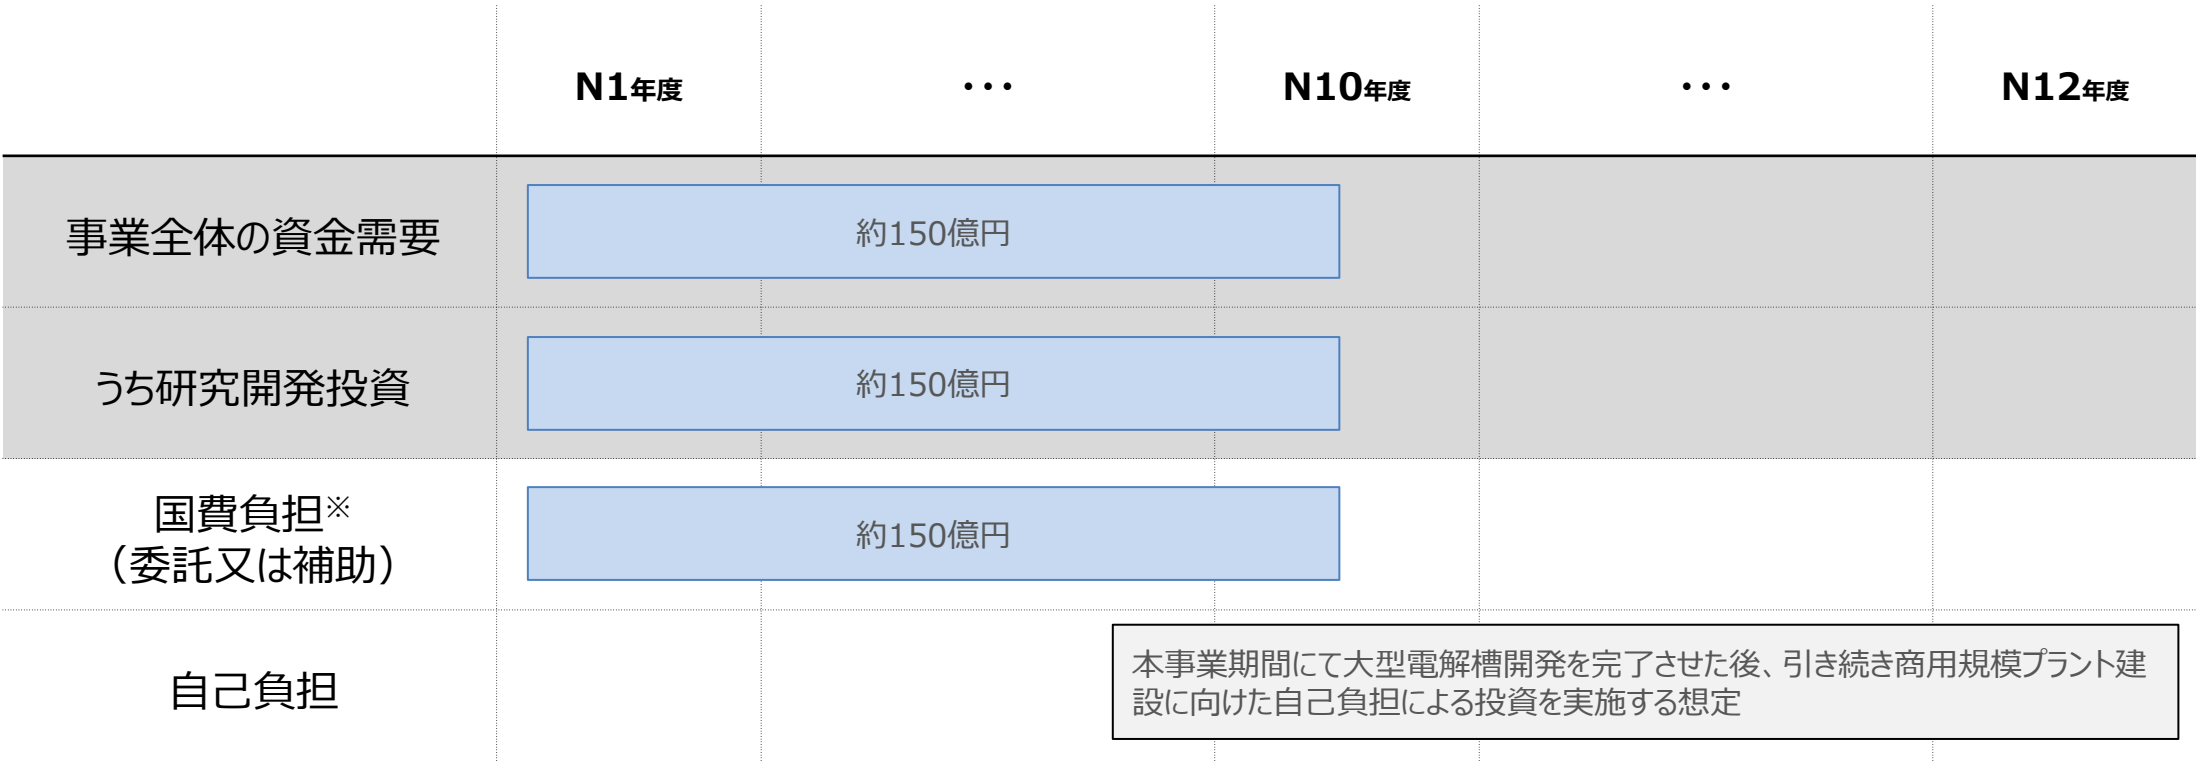 N1年度 ・・・ N10年度 ・・・ N12年度
事業全体の資金需要 約150億円
うち研究開発投資 約150億円
国費負担※
（委託又は補助） 約150億円
自己負担
本事業期間にて大型電解槽開発を完了させた後、引き続き商用規模プラント建
設に向けた自己負担による投資を実施する想定